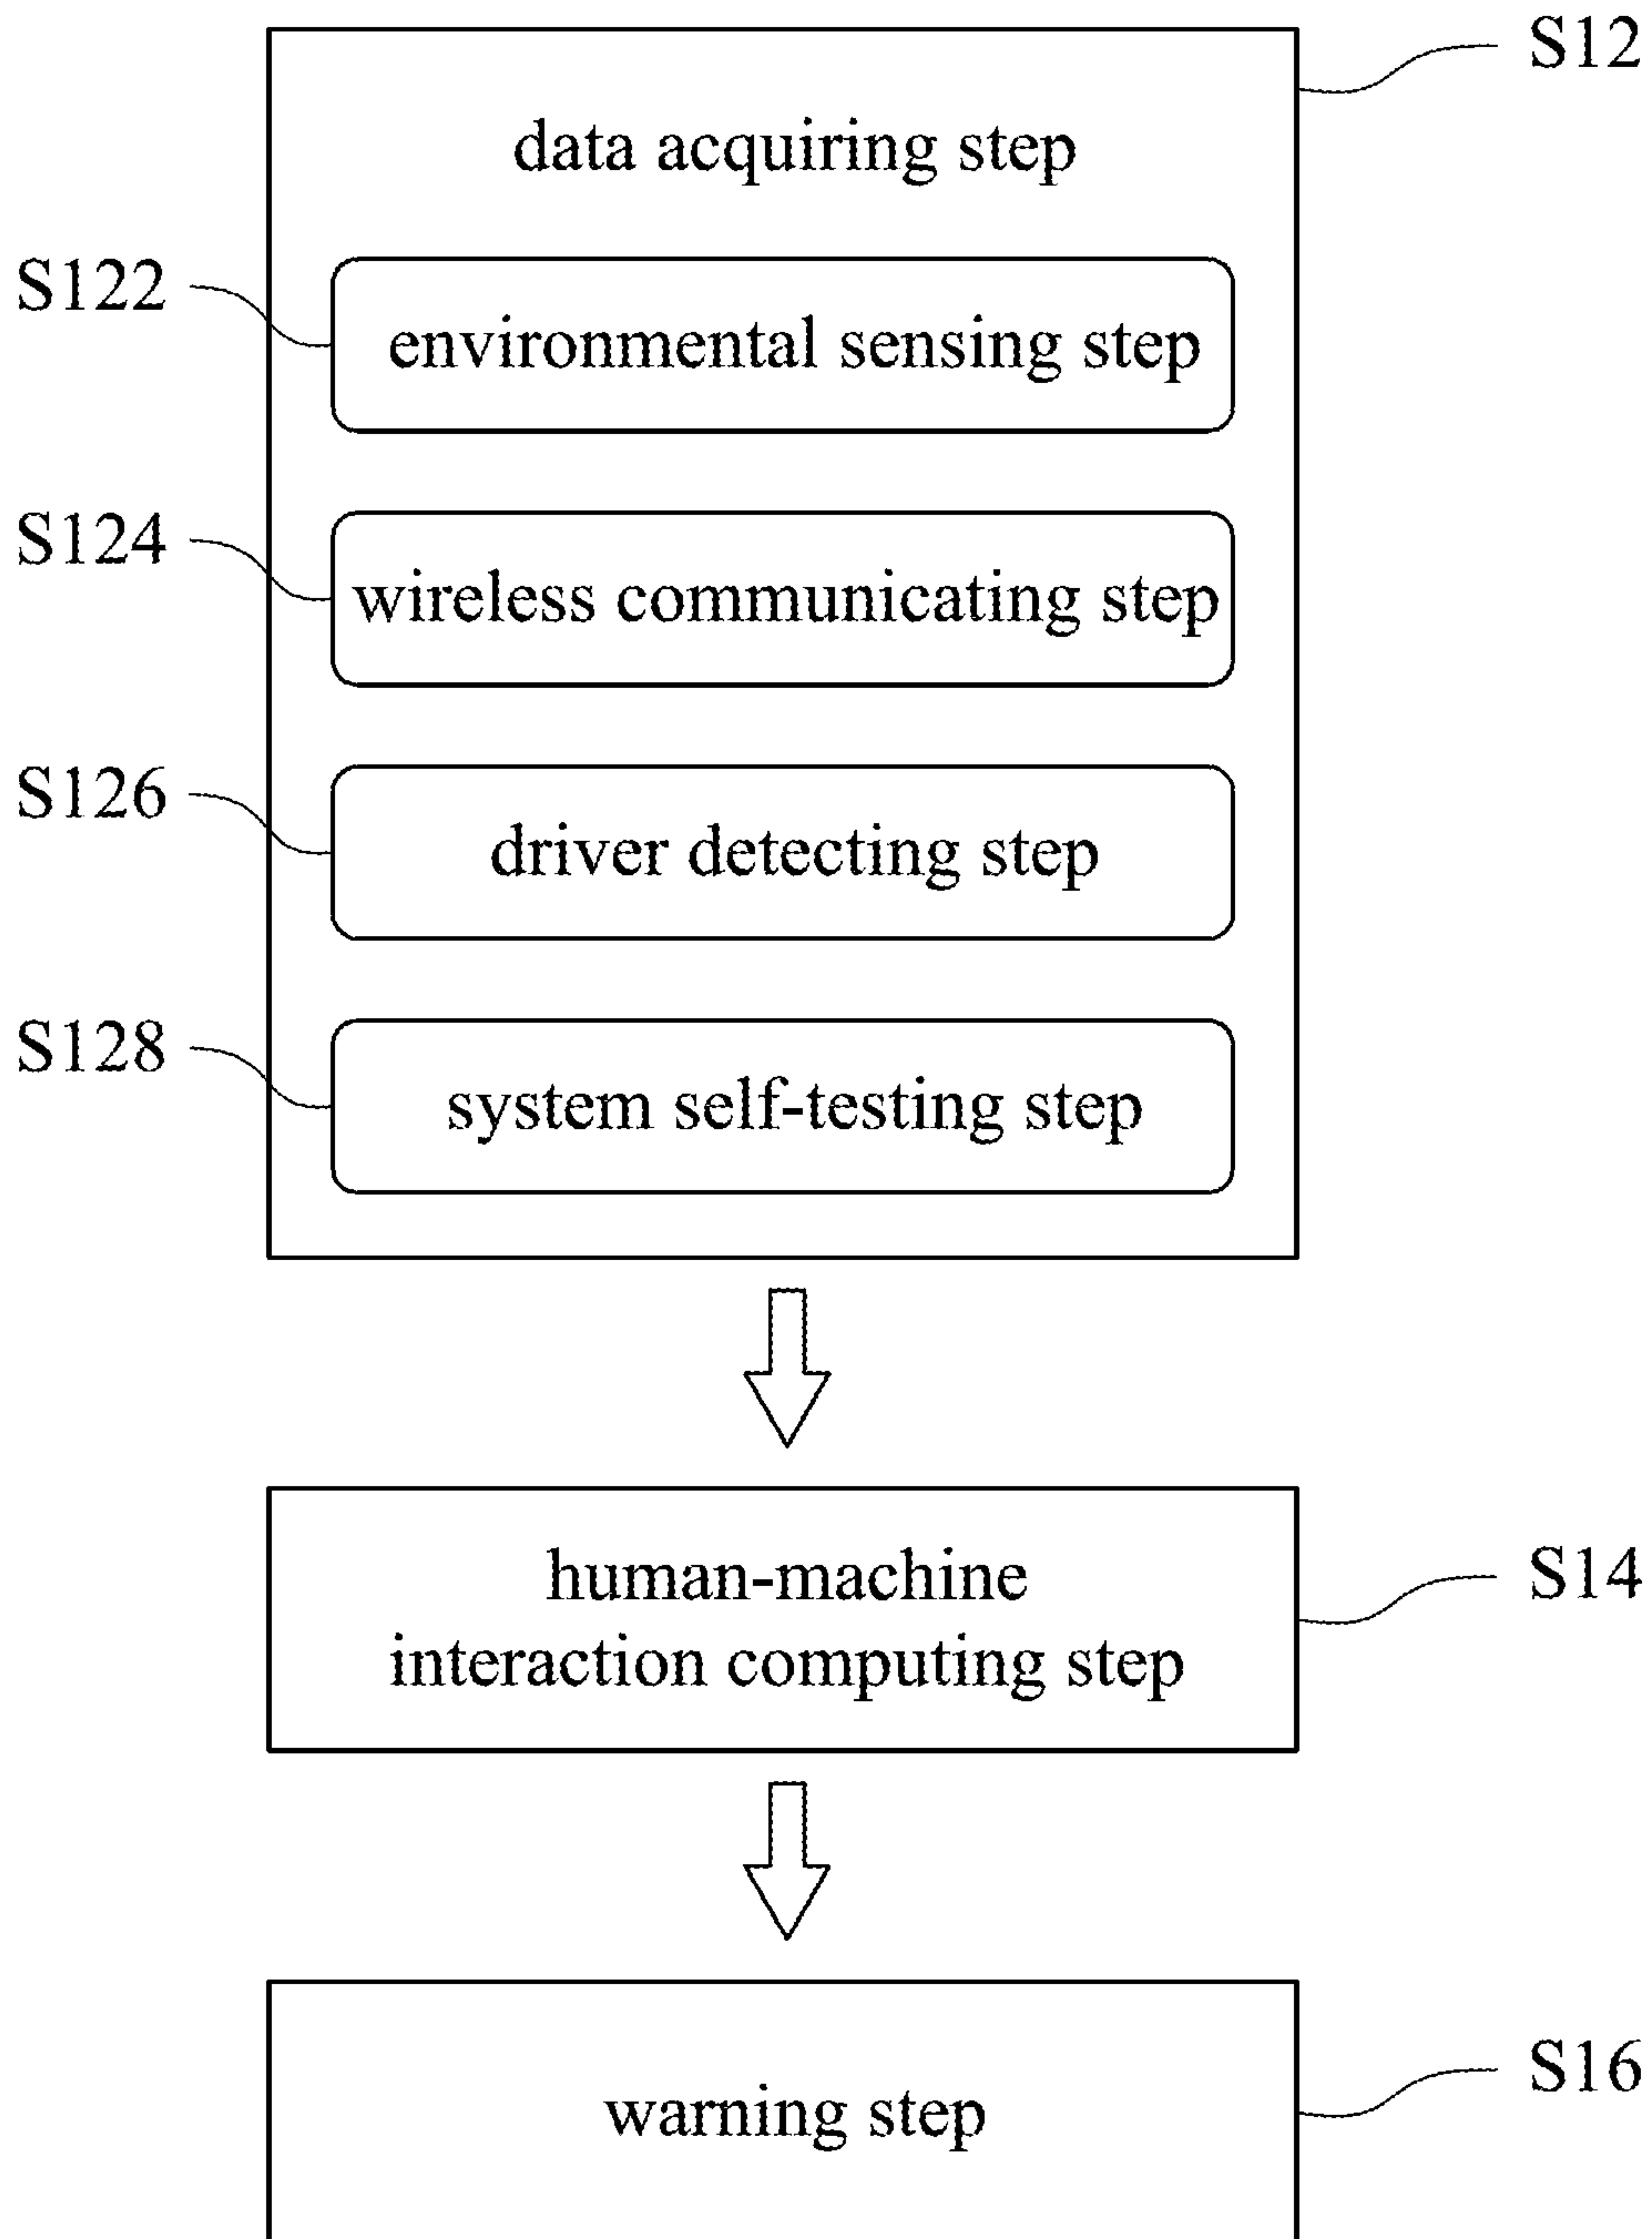 S12
data acquiring step
S122
environmental sensing step
S124
wireless communicating step
S126
driver detecting step
S128
system self-testing step
human-machine
S14
interaction computing step
S16
warning step